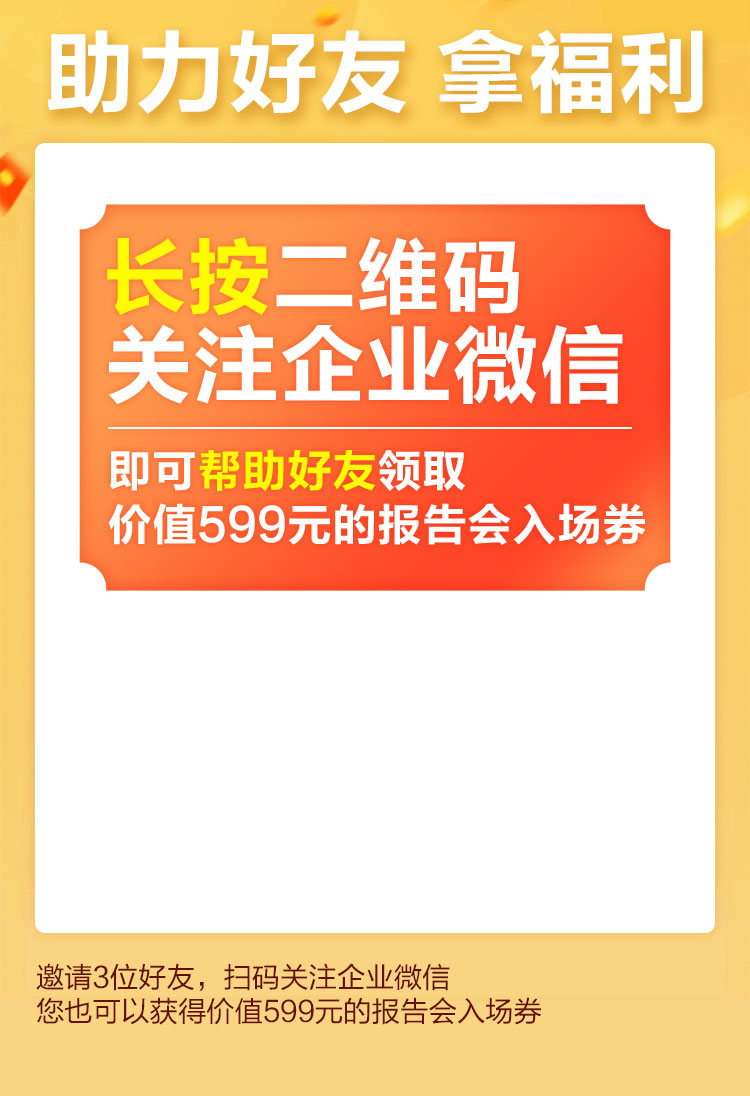 助力好友 拿福利
长按二维码
关注企业微信
即可帮助好友领取
价值599元的报告会入场券
邀请3位好友，扫码关注企业微信
您也可以获得价值599元的报告会入场券